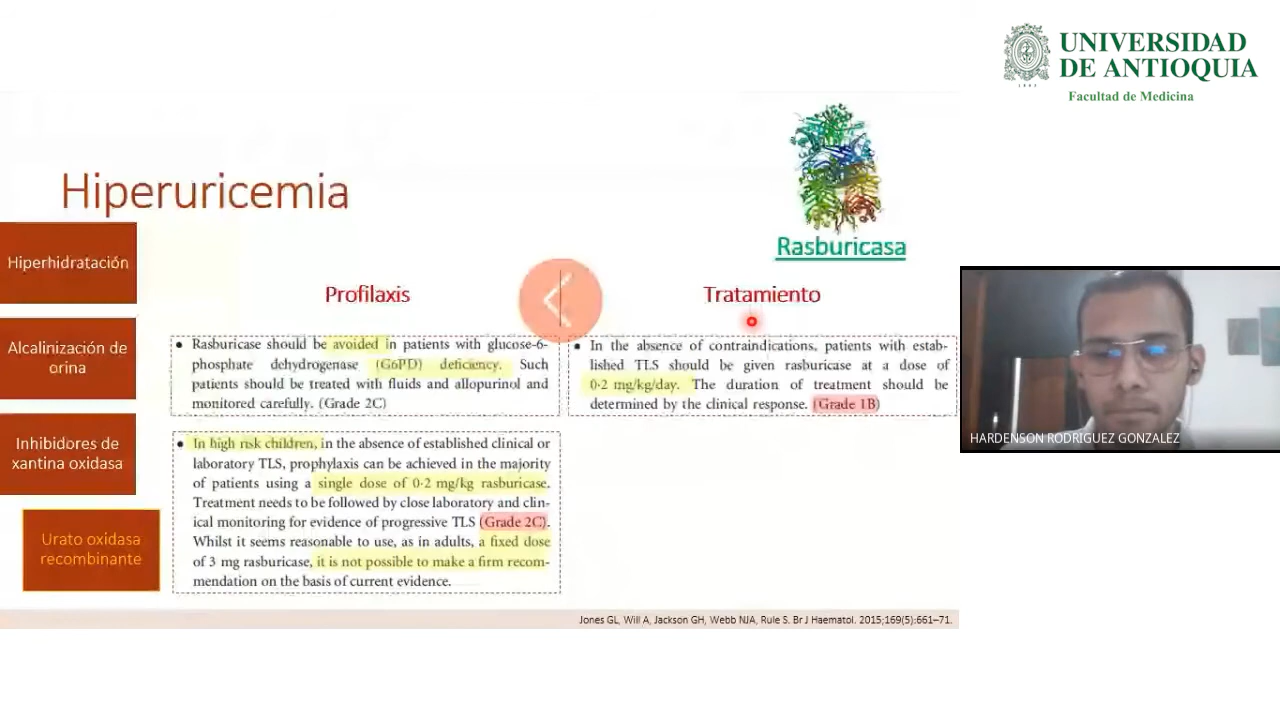 UNIVERSIDAD
DE ANTIOQUIA
Facultad de Medicina
Hiperuricemia
Rasburicasa
Hiperhidratación
Alcalinización de
orina
Inhibidores de
xantina oxidasa
Urato oxidasa
recombinante
Profilaxis
• Rasburicase should be avoided in patients with glucose-6-
phosphate dehydrogenase (G6PD) deficiency. Such
patients should be treated with fluids and allopurinol and
monitored carefully. (Grade 2C)
• In high risk children, in the absence of established clinical or
laboratory TLS, prophylaxis can be achieved in the majority
of patients using a single dose of 0·2 mg/kg rasburicase.
Treatment needs to be followed by close laboratory and clin-
ical monitoring for evidence of progressive TLS (Grade 2C).
Whilst it seems reasonable to use, as in adults, a fixed dose
of 3 mg rasburicase, it is not possible to make a firm recom-
mendation on the basis of current evidence.
Tratamiento
• In the absence of contraindications, patients with estab-
lished TLS should be given rasburicase at a dose of
0·2 mg/kg/day. The duration of treatment should be
determined by the clinical response. (Grade 1B)
HARDENSON RODRIGUEZ GONZALEZ
Jones GL, Will A, Jackson GH, Webb NJA, Rule S. Br J Haematol. 2015;169(5):661–71.